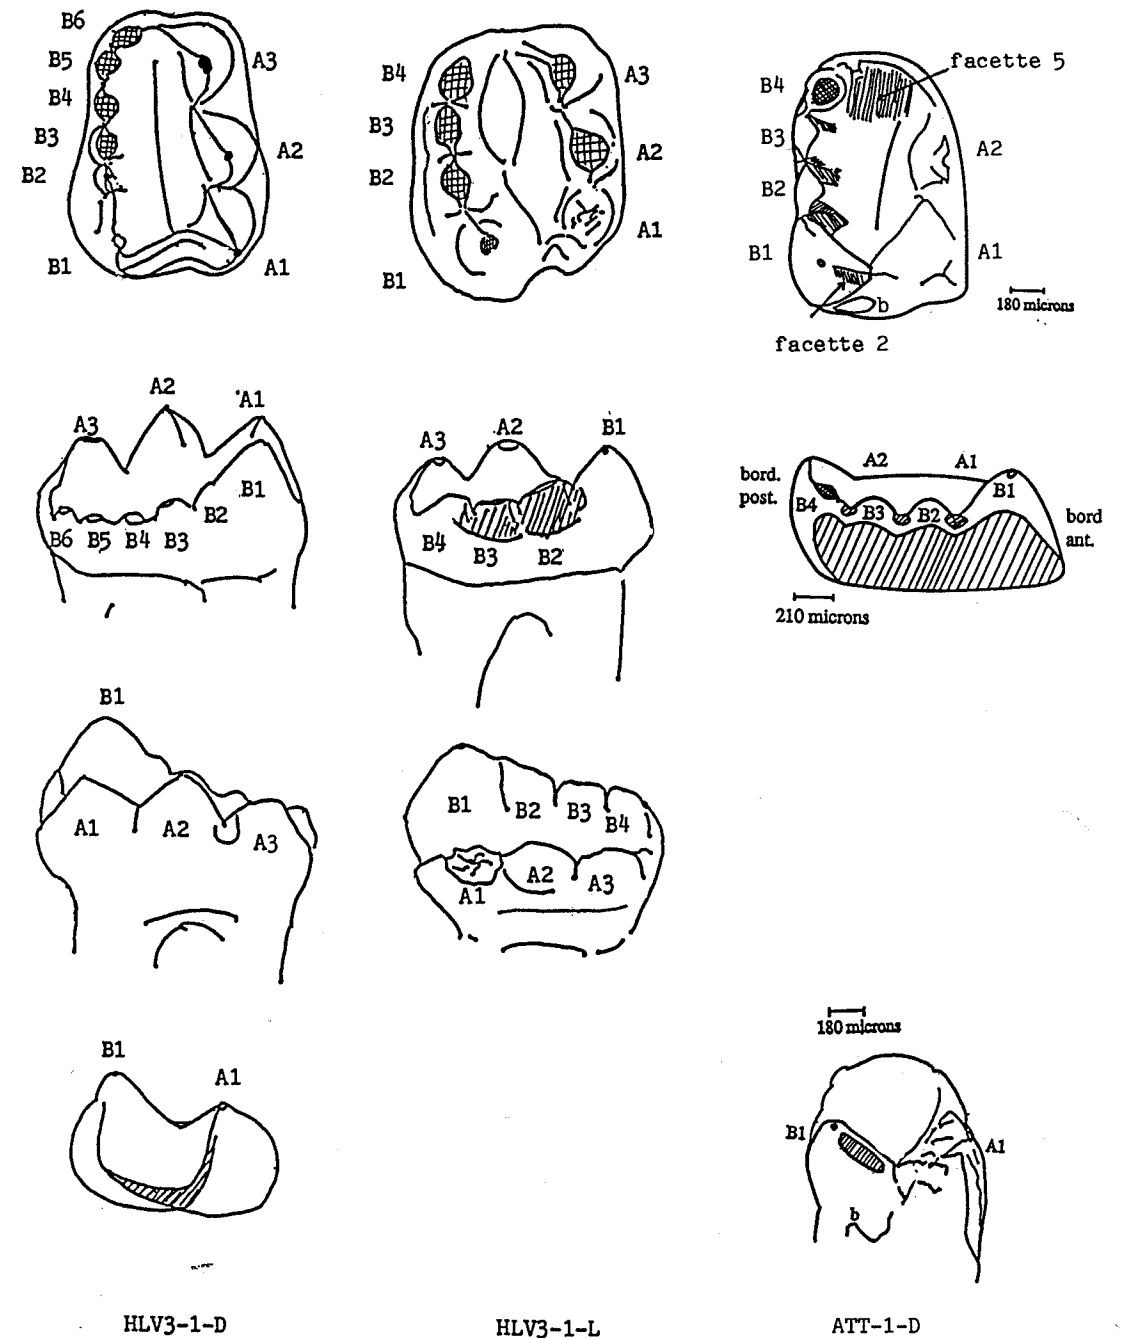 B6
B5
B4
B3
B2
B1
A3
A2
A1
B4
B3
B2
B1
A3
A2
A1
facette 5
B4
B3
B2
B1
A2
A1
b
180 microns
facette 2
A2
A1
A3
B1
B2
B6 B5 B4 B3
A3
A2
B1
B4
B3
B2
A2
A1
bord.
post.
B1
B4
B3
B2
bord
ant.
210 microns
B1
A1
A2
A3
B1
B2
B3
B4
A1
A2
A3
B1
A1
180 microns
B1
A1
b
HLV3-1-D
HLV3-1-L
ATT-1-D